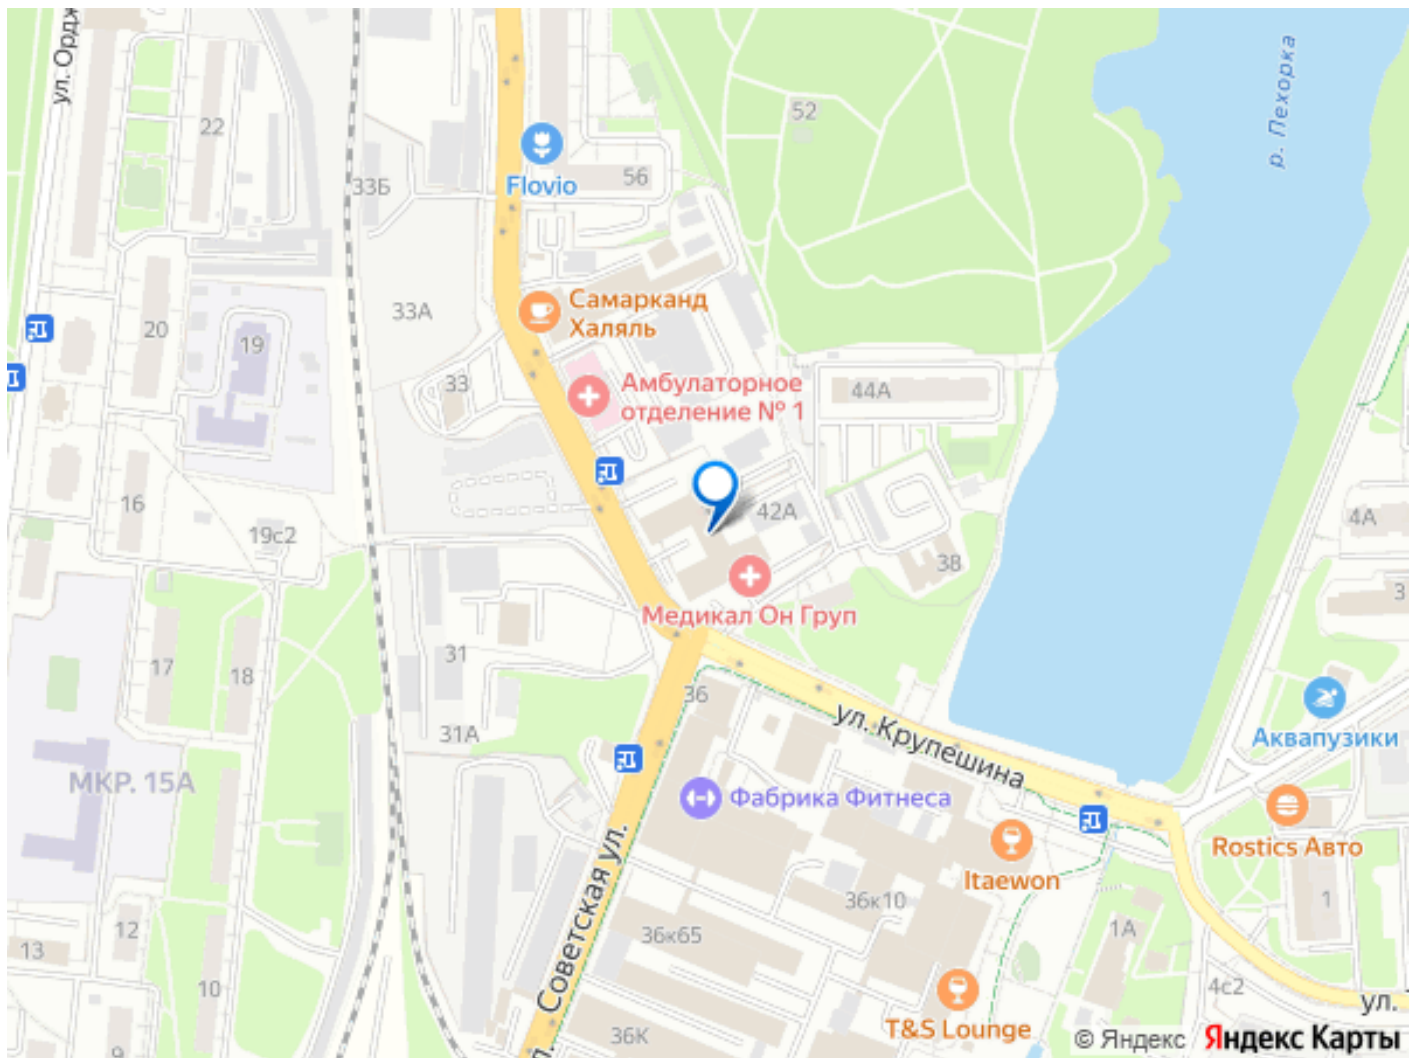 ул. Орд
22
52
р. Пехорка
Flovio
56
33Б
Самарканд
Халяль
33А
20
19
33
Амбулаторное
отделение № 1
44А
16
42А
4А
19с2
3В
3
Медикал Он Груп
17
18
31
36
31А
ул. Крупешина
Аквапузики
МКР. 15А
Фабрика Фитнеса
Rostics Авто
Itaewon
Советская ул.
36к10
1
12
13
36к65
1А
10
4с2
ул.
T&S Lounge
36К
9
© Яндекс Яндекс Карты